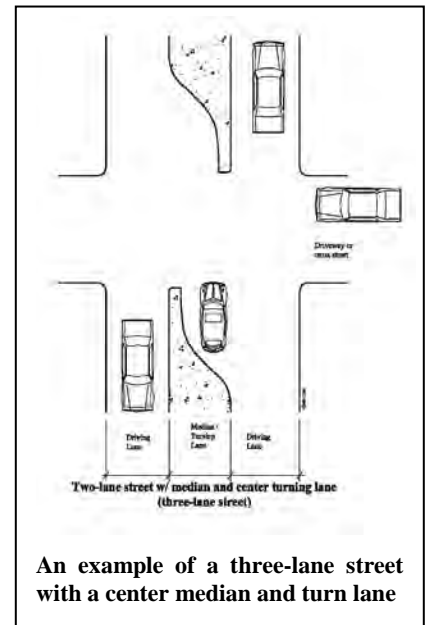 Driveway or
cross street
Driving
Lane
Median /
Turning
Lane
Driving
Lane
Two-lane street w/ median and center turning lane
(three-lane street)
An example of a three-lane street
with a center median and turn lane